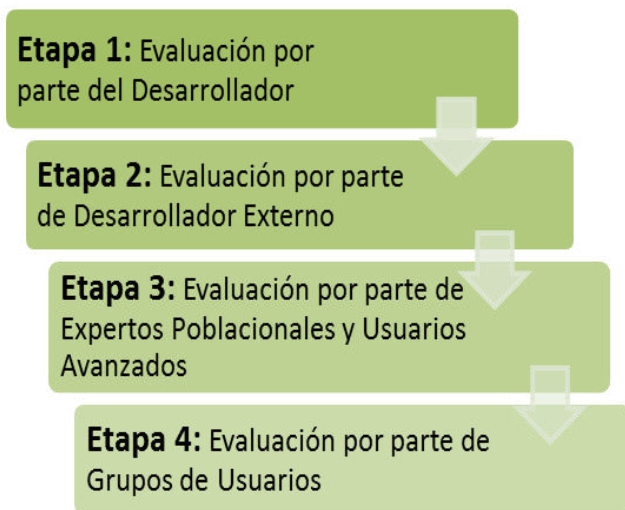 Etapa 1: Evaluación por
parte del Desarrollador
Etapa 2: Evaluación por parte
de Desarrollador Externo
Etapa 3: Evaluación por parte de
Expertos Poblacionales y Usuarios
Avanzados
Etapa 4: Evaluación por parte de
Grupos de Usuarios